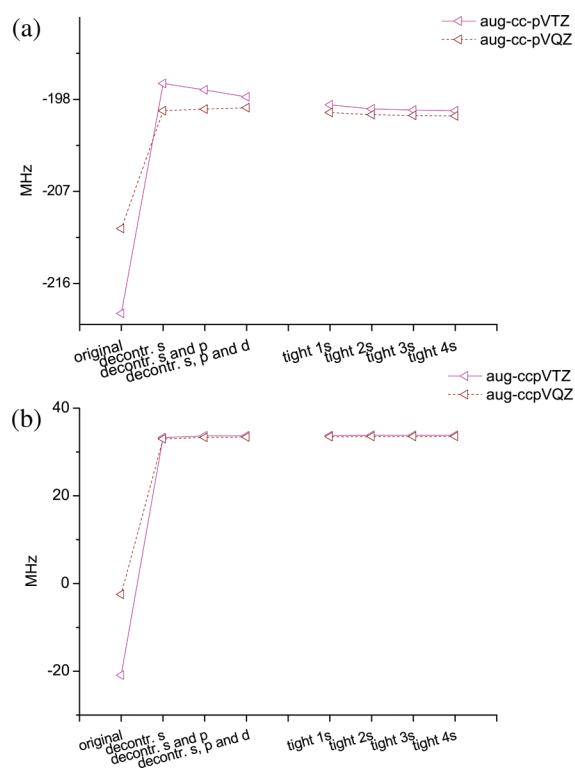 (a)
aug-cc-pVTZ
aug-cc-pVQZ
-198
-207
-216
MHz
original
decontr. s
decontr. s and p
decontr. s, p and d
tight 1s
tight 2s
tight 3s
tight 4s
(b)
aug-ccpVTZ
aug-ccpVQZ
40
20
0
-20
MHz
original
decontr. s
decontr. s and p
decontr. s, p and d
tight 1s
tight 2s
tight 3s
tight 4s